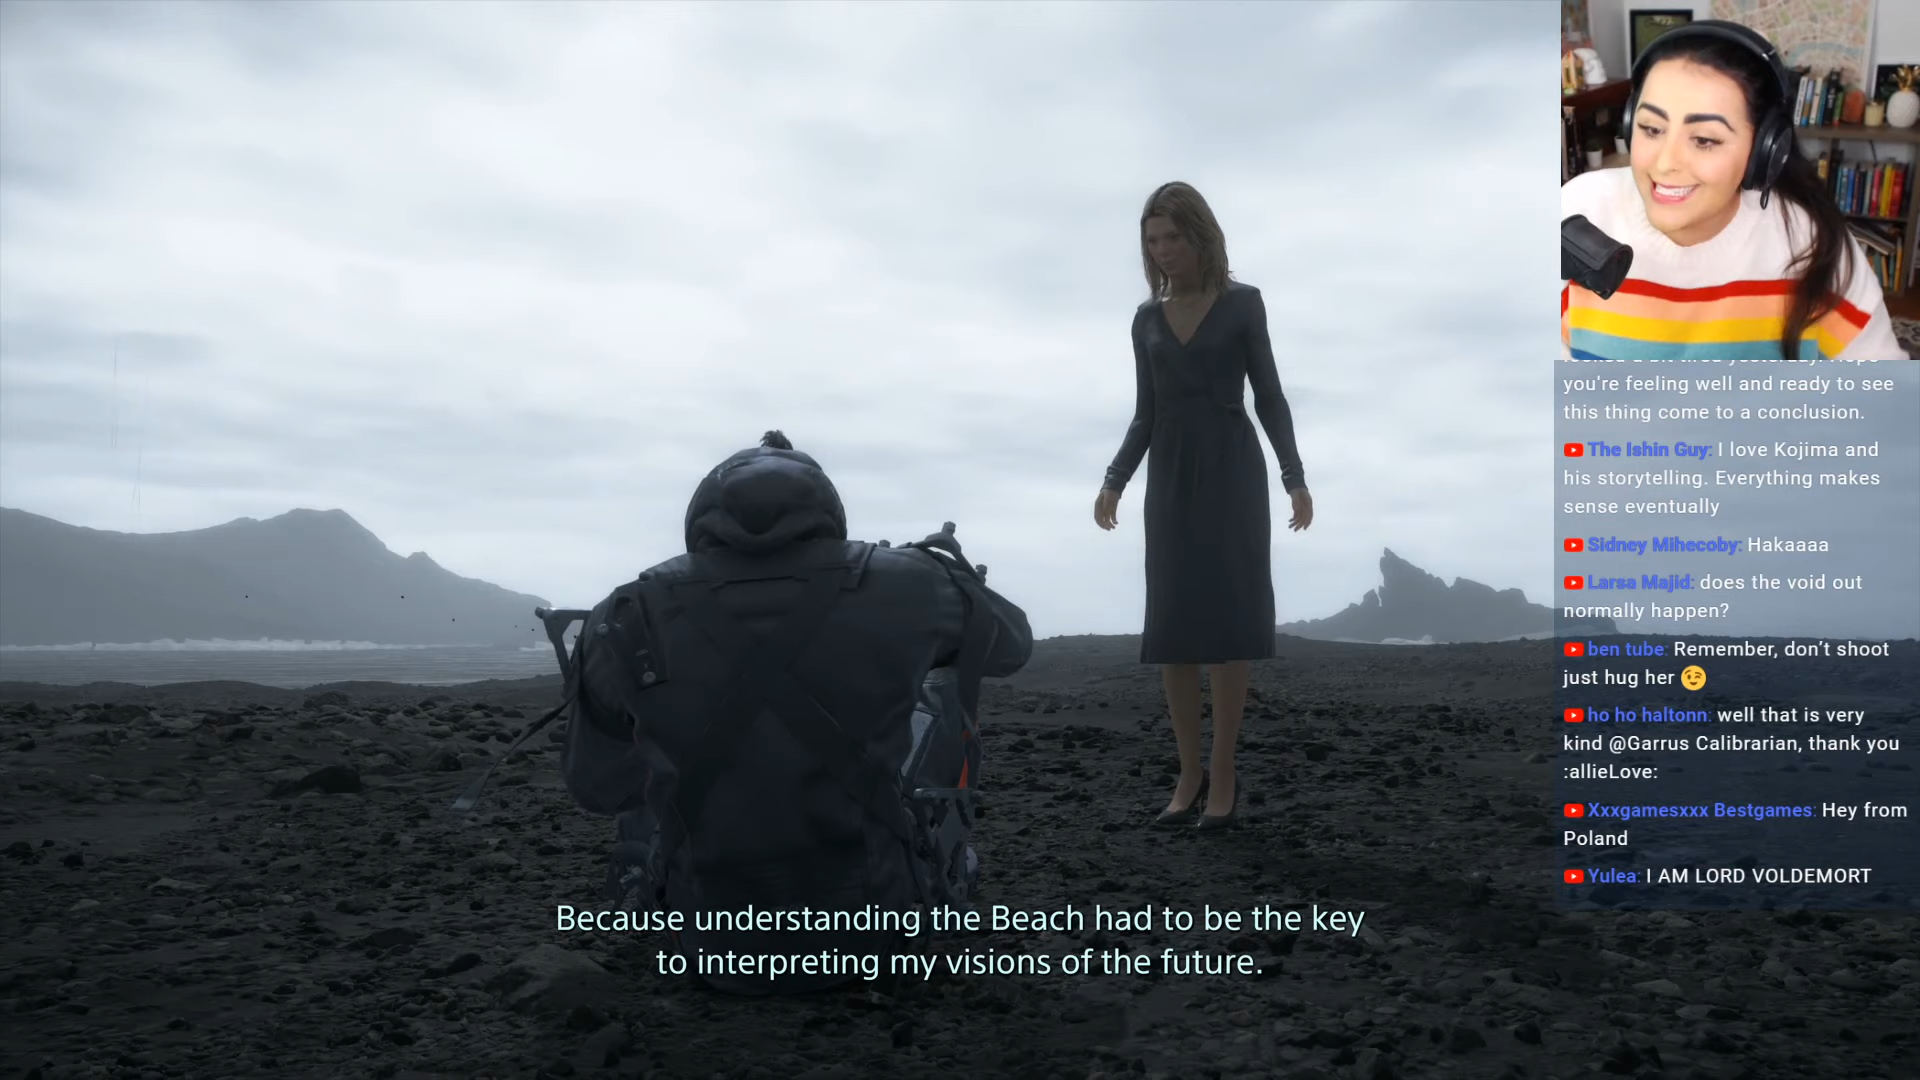 you're feeling well and ready to see
this thing come to a conclusion.
The Ishin Guy: I love Kojima and
his storytelling. Everything makes
sense eventually
Sidney Mihecoby: Hakaaaa
Larsa Majid: does the void out
normally happen?
ben tube: Remember, don’t shoot
just hug her 😉
ho ho haltonn: well that is very
kind @Garrus Calibrarian, thank you
:allieLove:
Xxxgamesxxx Bestgames: Hey from
Poland
Yulea: I AM LORD VOLDEMORT
Because understanding the Beach had to be the key
to interpreting my visions of the future.